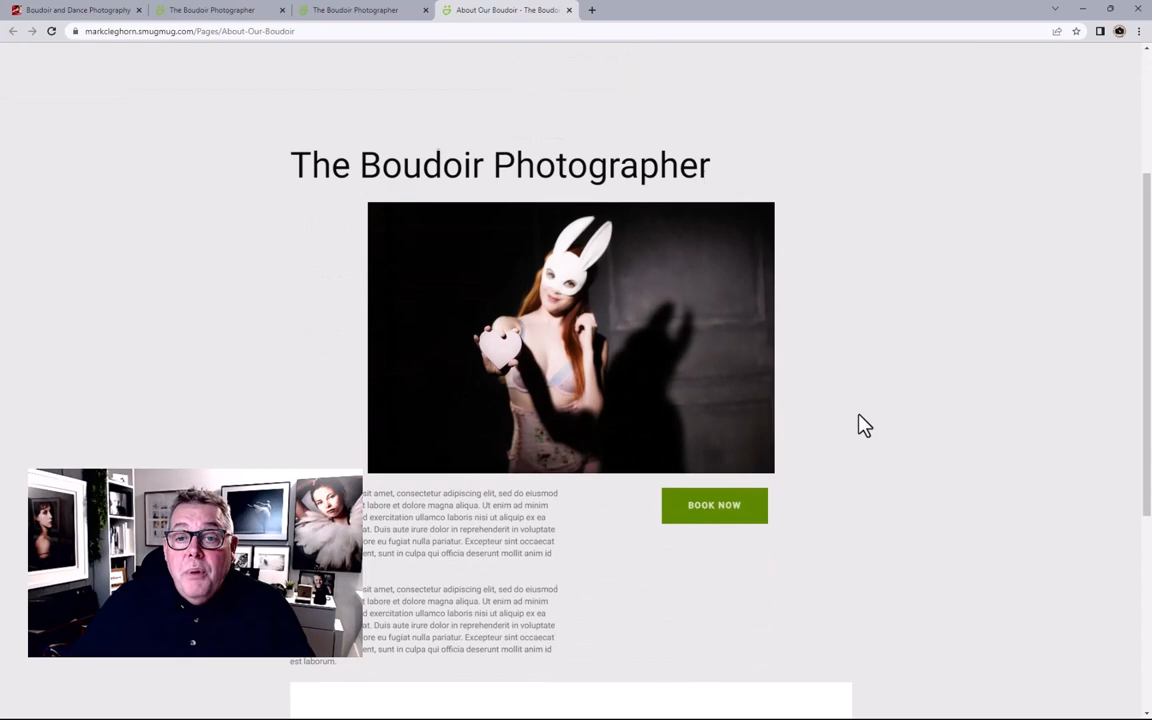 Boudoir and Dance Photography
The Boudoir Photographer
The Boudoir Photographer
About Our Boudoir - The Boudo
markcleghorn.smugmug.com/Pages/About-Our-Boudoir
The Boudoir Photographer
sit amet, consectetur adipiscing elit, sed do eiusmod
t labore et dolore magna aliqua. Ut enim ad minim
d exercitation ullamco laboris nisi ut aliquip ex ea
at. Duis aute irure dolor in reprehenderit in voluptate
ore eu fugiat nulla pariatur. Excepteur sint occaecat
ent, sunt in culpa qui officia deserunt mollit anim id
BOOK NOW
sit amet, consectetur adipiscing elit, sed do eiusmod
t labore et dolore magna aliqua. Ut enim ad minim
d exercitation ullamco laboris nisi ut aliquip ex ea
at. Duis aute irure dolor in reprehenderit in voluptate
ore eu fugiat nulla pariatur. Excepteur sint occaecat
ent, sunt in culpa qui officia deserunt mollit anim id
est laborum.